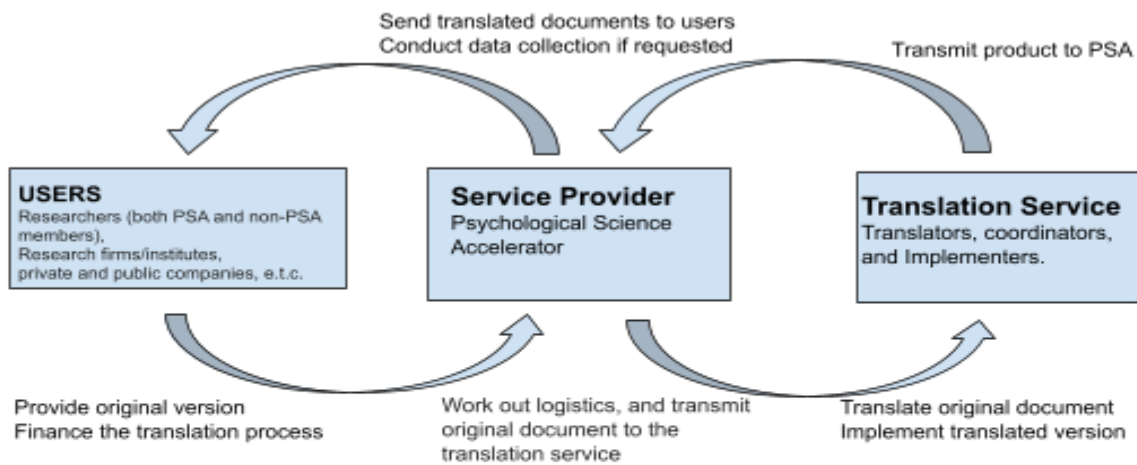 Send translated documents to users
Conduct data collection if requested
Transmit product to PSA
USERS
Researchers (both PSA and non-PSA
members),
Research firms/institutes,
private and public companies, e.t.c.
Service Provider
Psychological Science
Accelerator
Translation Service
Translators, coordinators,
and Implementers.
Provide original version
Finance the translation process
Work out logistics, and transmit
original document to the
translation service
Translate original document
Implement translated version